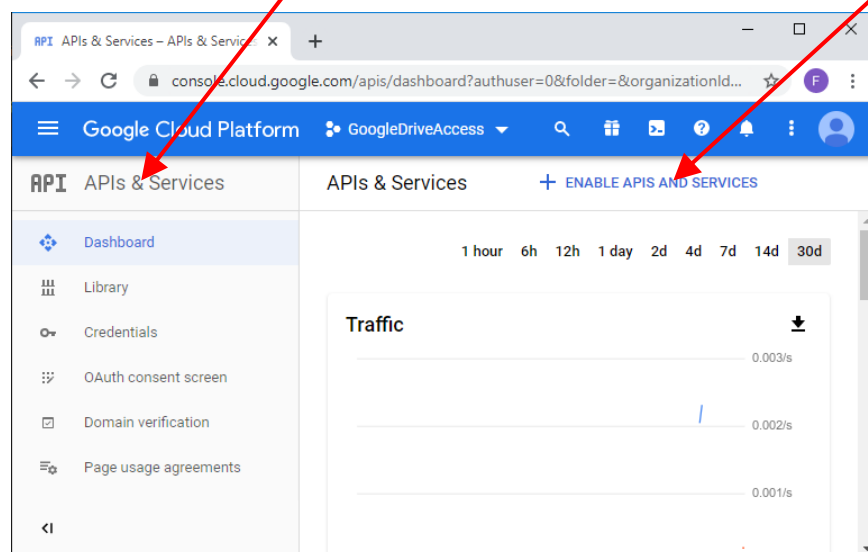 API APIs & Services – APIs & Services
console.cloud.google.com/apis/dashboard?authuser=0&folder=&organizationId...
F
Google Cloud Platform GoogleDriveAccess
API APIs & Services
APIs & Services ENABLE APIS AND SERVICES
Dashboard
1 hour 6h 12h 1 day 2d 4d 7d 14d 30d
Library
Credentials
Traffic
0.003/s
OAuth consent screen
Domain verification
0.002/s
Page usage agreements
0.001/s